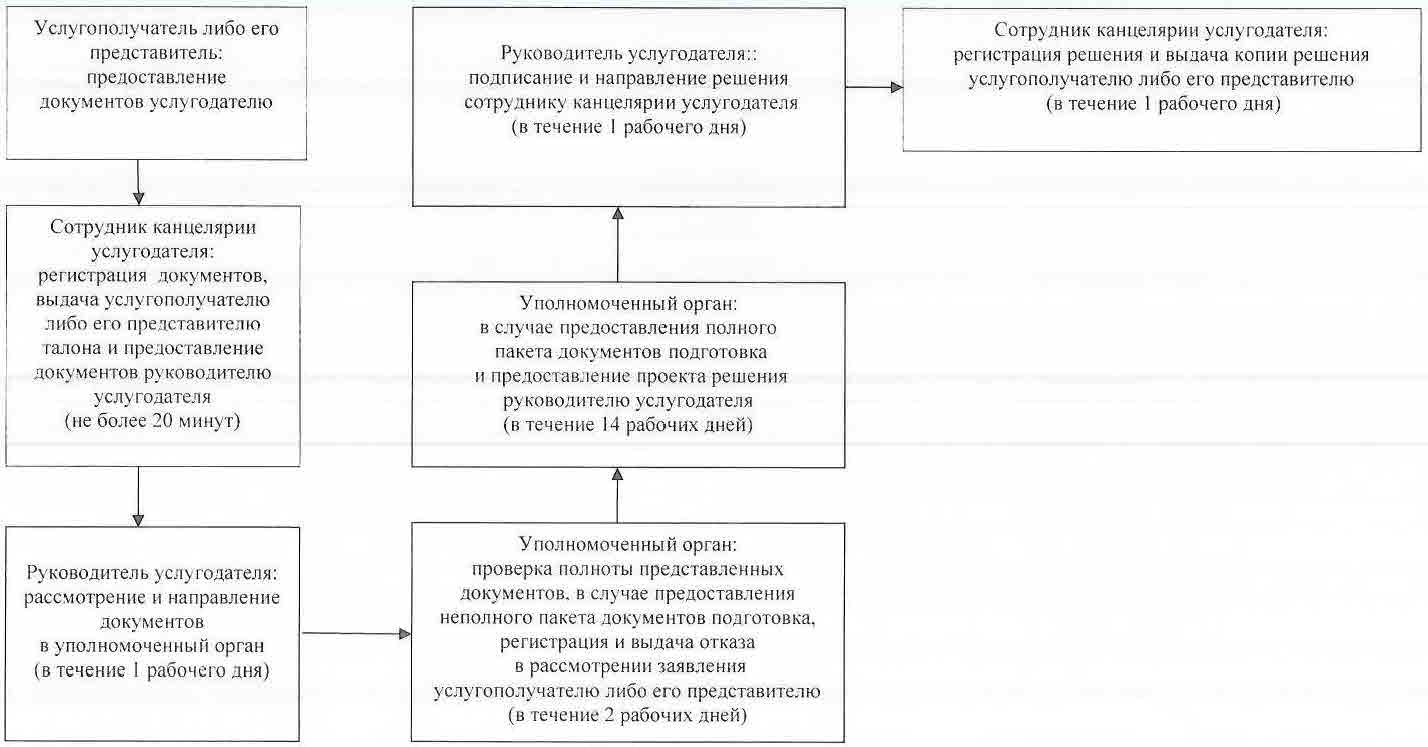 Услугополучатель либо его
представитель:
предоставление
документов услугодателю
Сотрудник канцелярии
услугодателя:
регистрация документов,
выдача услугополучателю
либо его представителю
талона и предоставление
документов руководителю
услугодателя
(не более 20 минут)
Руководитель услугодателя:
рассмотрение и направление
документов
в уполномоченный орган
(в течение 1 рабочего дня)
Уполномоченный орган:
проверка полноты представленных
документов, в случае предоставления
неполного пакета документов подготовка,
регистрация и выдача отказа
в рассмотрении заявления
услугополучателю либо его представителю
(в течение 2 рабочих дней)
Уполномоченный орган:
в случае предоставления полного
пакета документов подготовка
и предоставление проекта решения
руководителю услугодателя
(в течение 14 рабочих дней)
Руководитель услугодателя::
подписание и направление решения
сотруднику канцелярии услугодателя
(в течение 1 рабочего дня)
Сотрудник канцелярии услугодателя:
регистрация решения и выдача копии решения
услугополучателю либо его представителю
(в течение 1 рабочего дня)